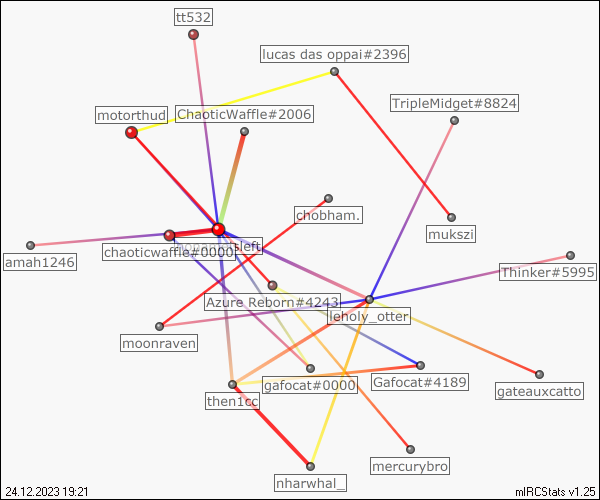 tt532
lucas das oppai#2396
TripleMidget#8824
motorthud
ChaoticWaffle#2006
chobham.
mukszi
amah1246
chaoticwaffle#0000
Thinker#5995
Azure Reborn#4243
leholy_otter
moonraven
gafocat#0000
Gafocat#4189
gateauxcatto
then1cc
mercurybro
nharwhal_
24.12.2023 19:21
mIRCStats v1.25